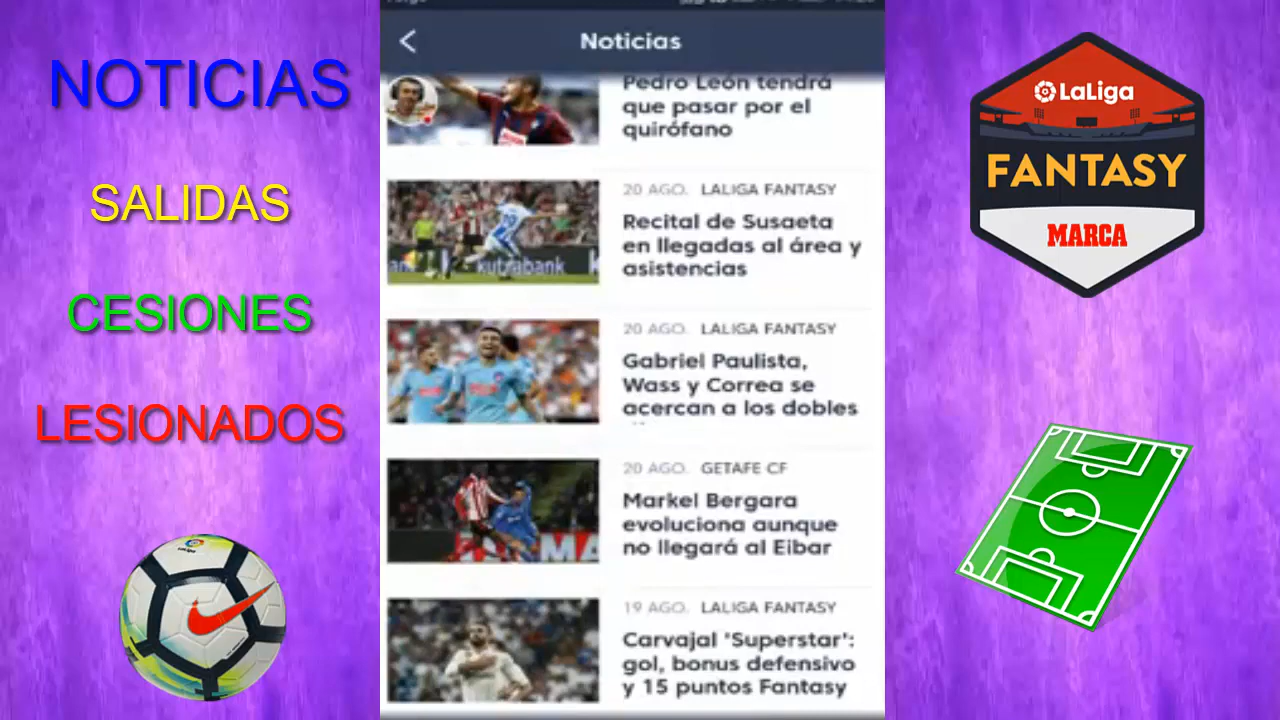 NOTICIAS
SALIDAS
CESIONES
LESIONADOS
Noticias
Pedro León tendrá
que pasar por el
quirófano
20 AGO. LALIGA FANTASY
Recital de Susaeta
en llegadas al área y
asistencias
kutxabank
20 AGO. LALIGA FANTASY
Gabriel Paulista,
Wass y Correa se
acercan a los dobles
20 AGO. GETAFE CF
Markel Bergara
evoluciona aunque
no llegará al Eibar
19 AGO. LALIGA FANTASY
Carvajal 'Superstar':
gol, bonus defensivo
y 15 puntos Fantasy
LaLiga
FANTASY
MARCA